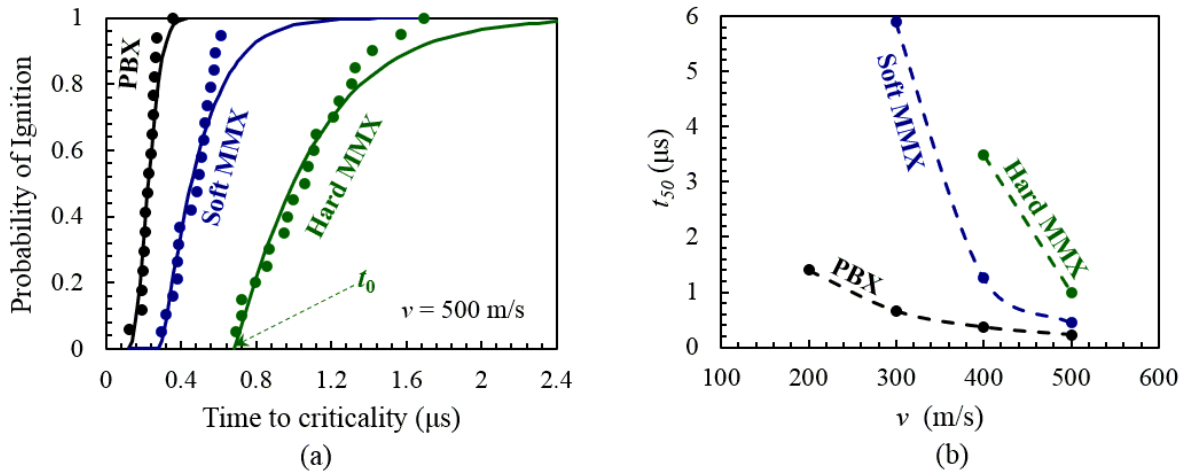 1
0.8
0.6
0.4
0.2
0
Probability of Ignition
PBX
Soft MMX
Hard MMX
t0
v = 500 m/s
0 0.4 0.8 1.2 1.6 2 2.4
Time to criticality (μs)
(a)
6
5
4
3
2
1
0
t50 (μs)
Soft MMX
Hard MMX
PBX
100 200 300 400 500 600
v (m/s)
(b)